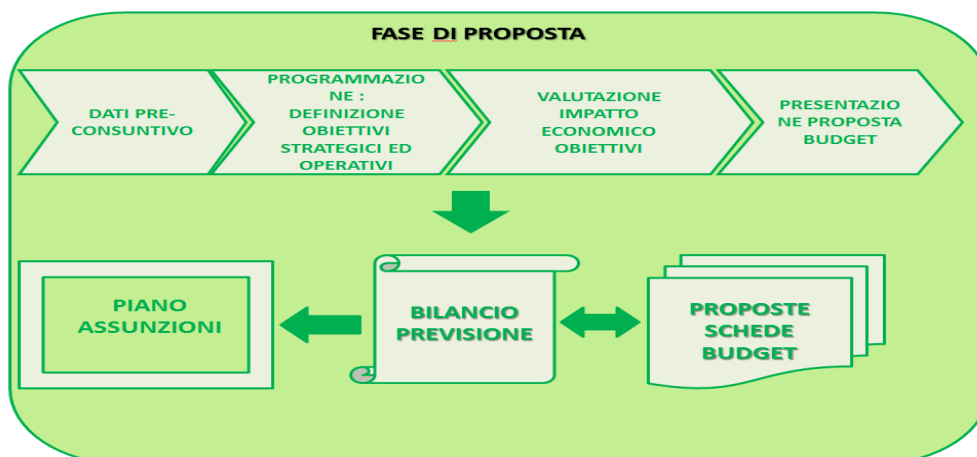 FASE DI PROPOSTA
DATI PRE-
CONSUNTIVO
PROGRAMMAZIO
NE :
DEFINIZIONE
OBIETTIVI
STRATEGICI ED
OPERATIVI
VALUTAZIONE
IMPATTO
ECONOMICO
OBIETTIVI
PRESENTAZIO
NE PROPOSTA
BUDGET
PIANO
ASSUNZIONI
BILANCIO
PREVISIONE
PROPOSTE
SCHEDE
BUDGET